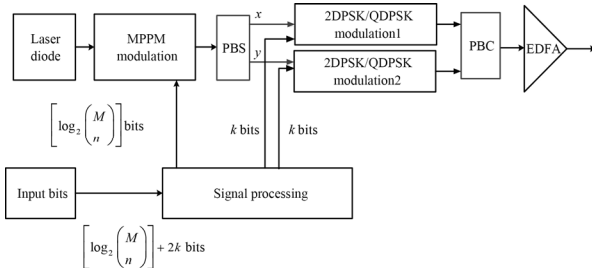 Laser
diode
MPPM
modulation
PBS
x
y
2DPSK/QDPSK
modulation1
2DPSK/QDPSK
modulation2
PBC
EDFA
[log₂(M n)] bits
k bits
k bits
Input bits
Signal processing
[log₂(M n)] + 2k bits